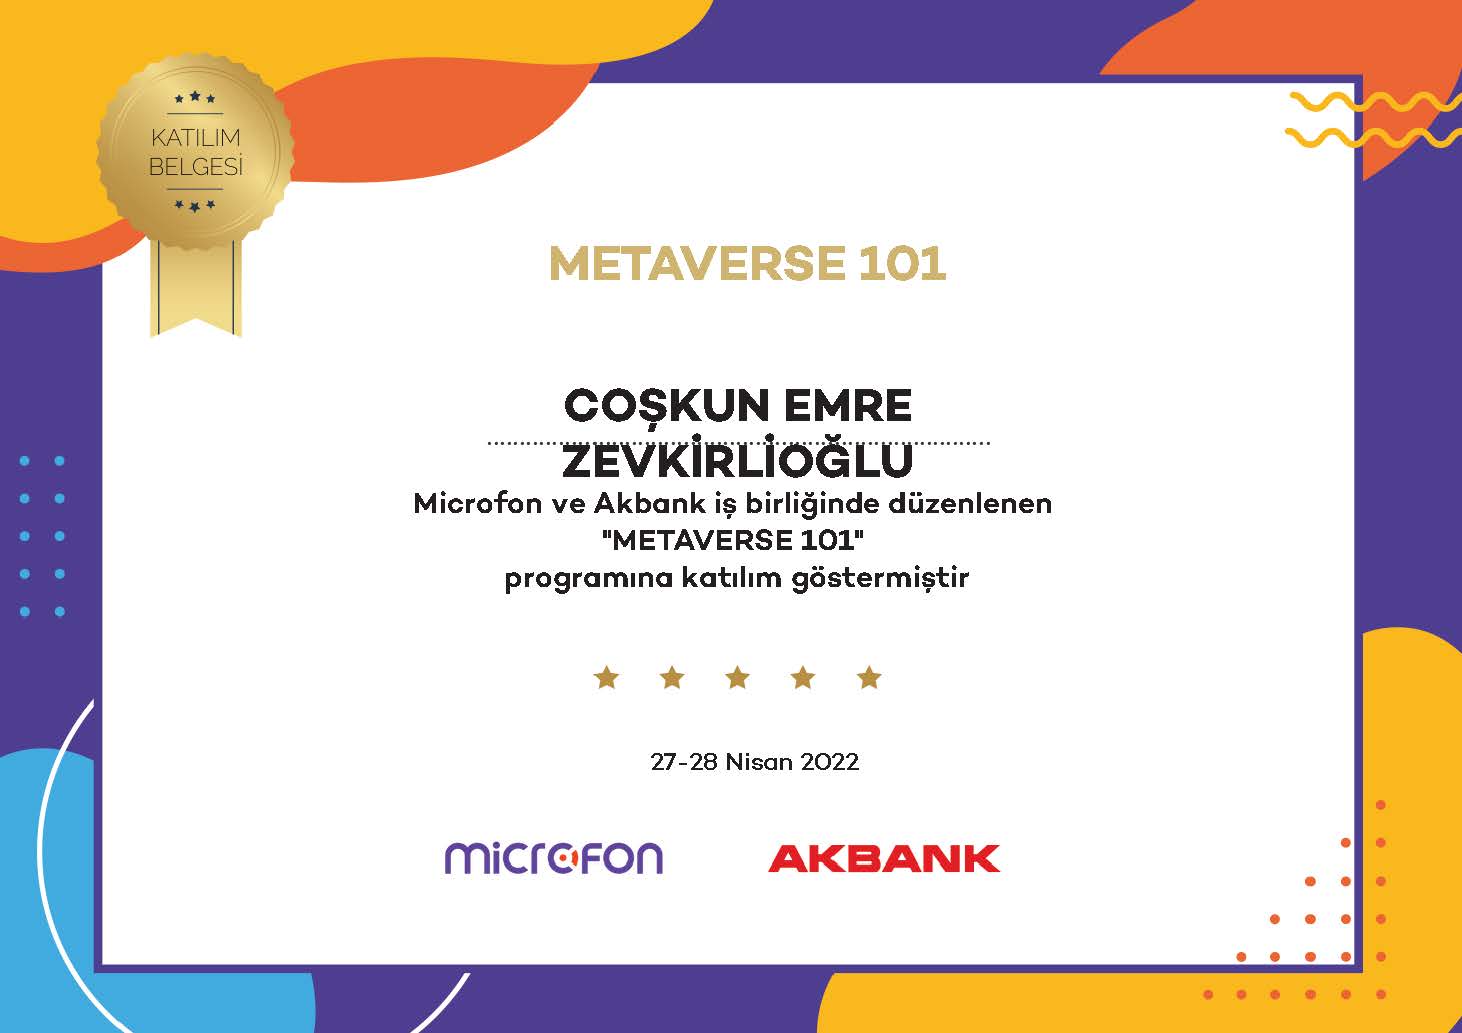 KATILIM
BELGESİ
METAVERSE 101
COŞKUN EMRE
ZEVKİRLİOĞLU
Microfon ve Akbank iş birliğinde düzenlenen
"METAVERSE 101"
programına katılım göstermiştir
27-28 Nisan 2022
microfon AKBANK